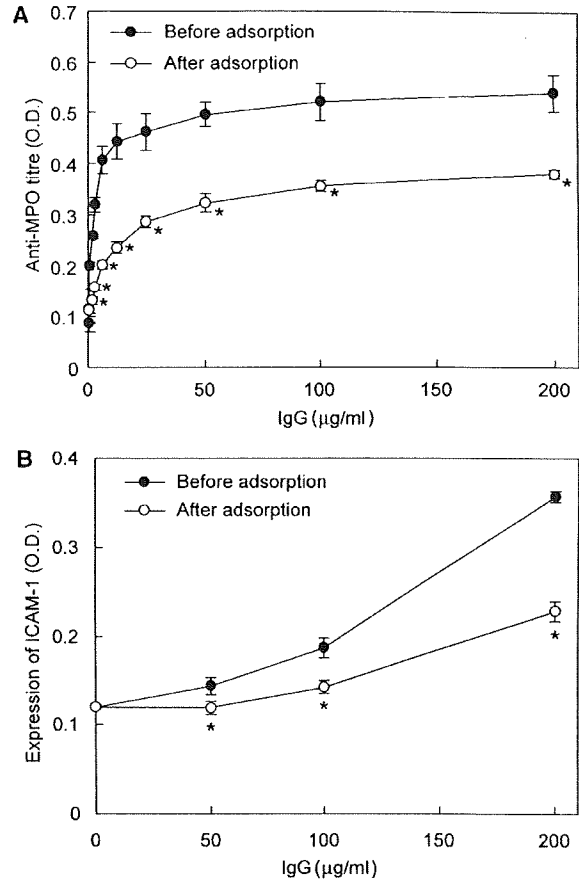 A
0.7
Before adsorption
0.6
After adsorption
0.5
0.4
0.3
0.2
0.1
0
Anti-MPO titre (O.D.)
*
*
*
*
*
*
*
*
0 50 100 150 200
IgG (µg/ml)
B
0.4
Before adsorption
After adsorption
0.3
0.2
0.1
0
Expression of ICAM-1 (O.D.)
*
*
*
0 50 100 150 200
IgG (µg/ml)